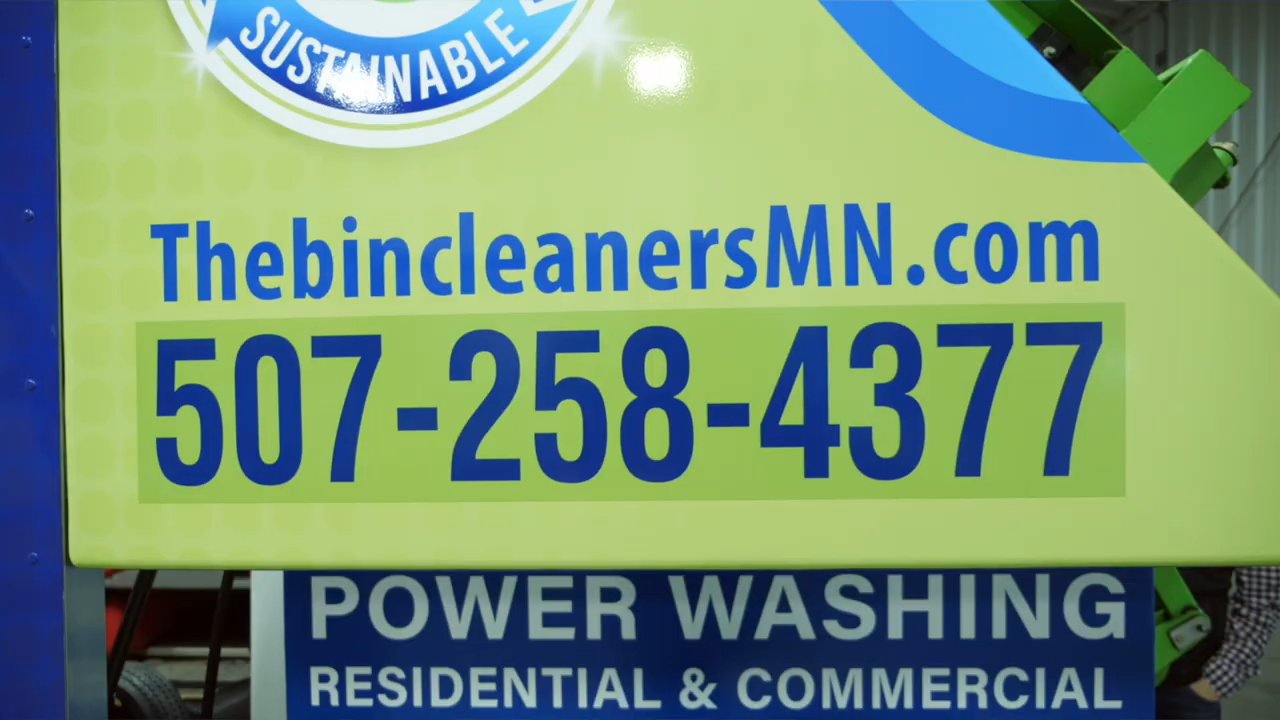 SUSTAINABLE
ThebincleanersMN.com
507-258-4377
POWER WASHING
RESIDENTIAL & COMMERCIAL